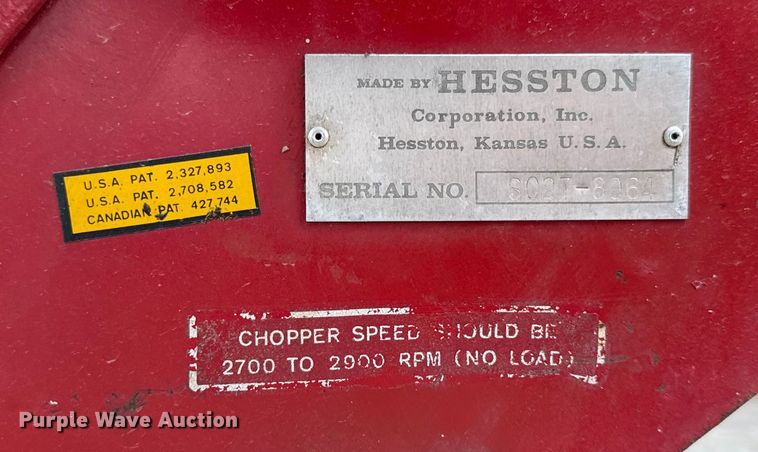 MADE BY HESSTON
Corporation, Inc.
Hesston, Kansas U.S.A.
SERIAL NO.
U.S.A. PAT. 2,327,893
U.S.A. PAT. 2,708,582
CANADIAN PAT. 427,744
CHOPPER SPEED SHOULD BE
2700 TO 2900 RPM (NO LOAD)
Purple Wave Auction